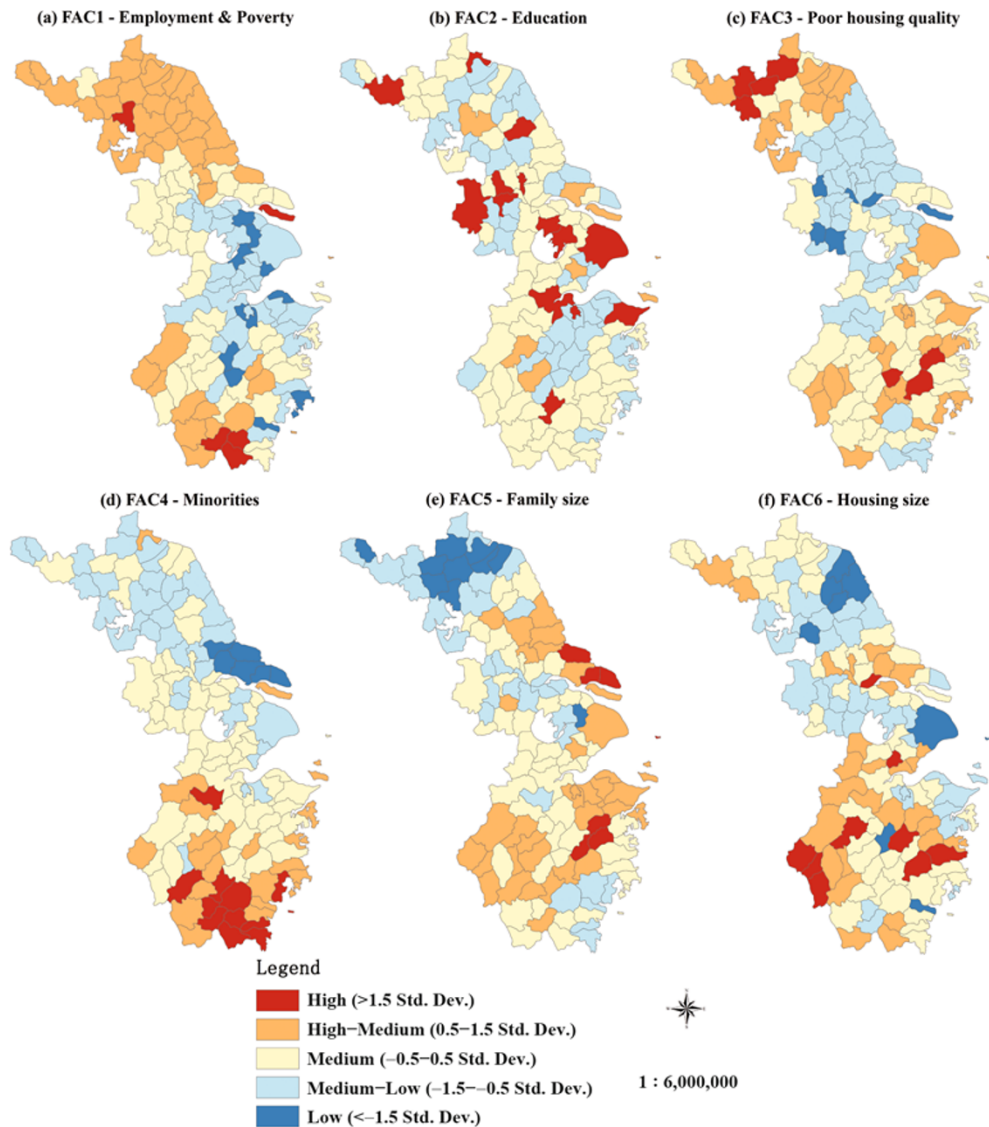 (a) FAC1 - Employment & Poverty
(b) FAC2 - Education
(c) FAC3 - Poor housing quality
(d) FAC4 - Minorities
(e) FAC5 - Family size
(f) FAC6 - Housing size
Legend
High (>1.5 Std. Dev.)
High−Medium (0.5−1.5 Std. Dev.)
Medium (−0.5−0.5 Std. Dev.)
Medium−Low (−1.5−−0.5 Std. Dev.)
Low (<−1.5 Std. Dev.)
1 : 6,000,000